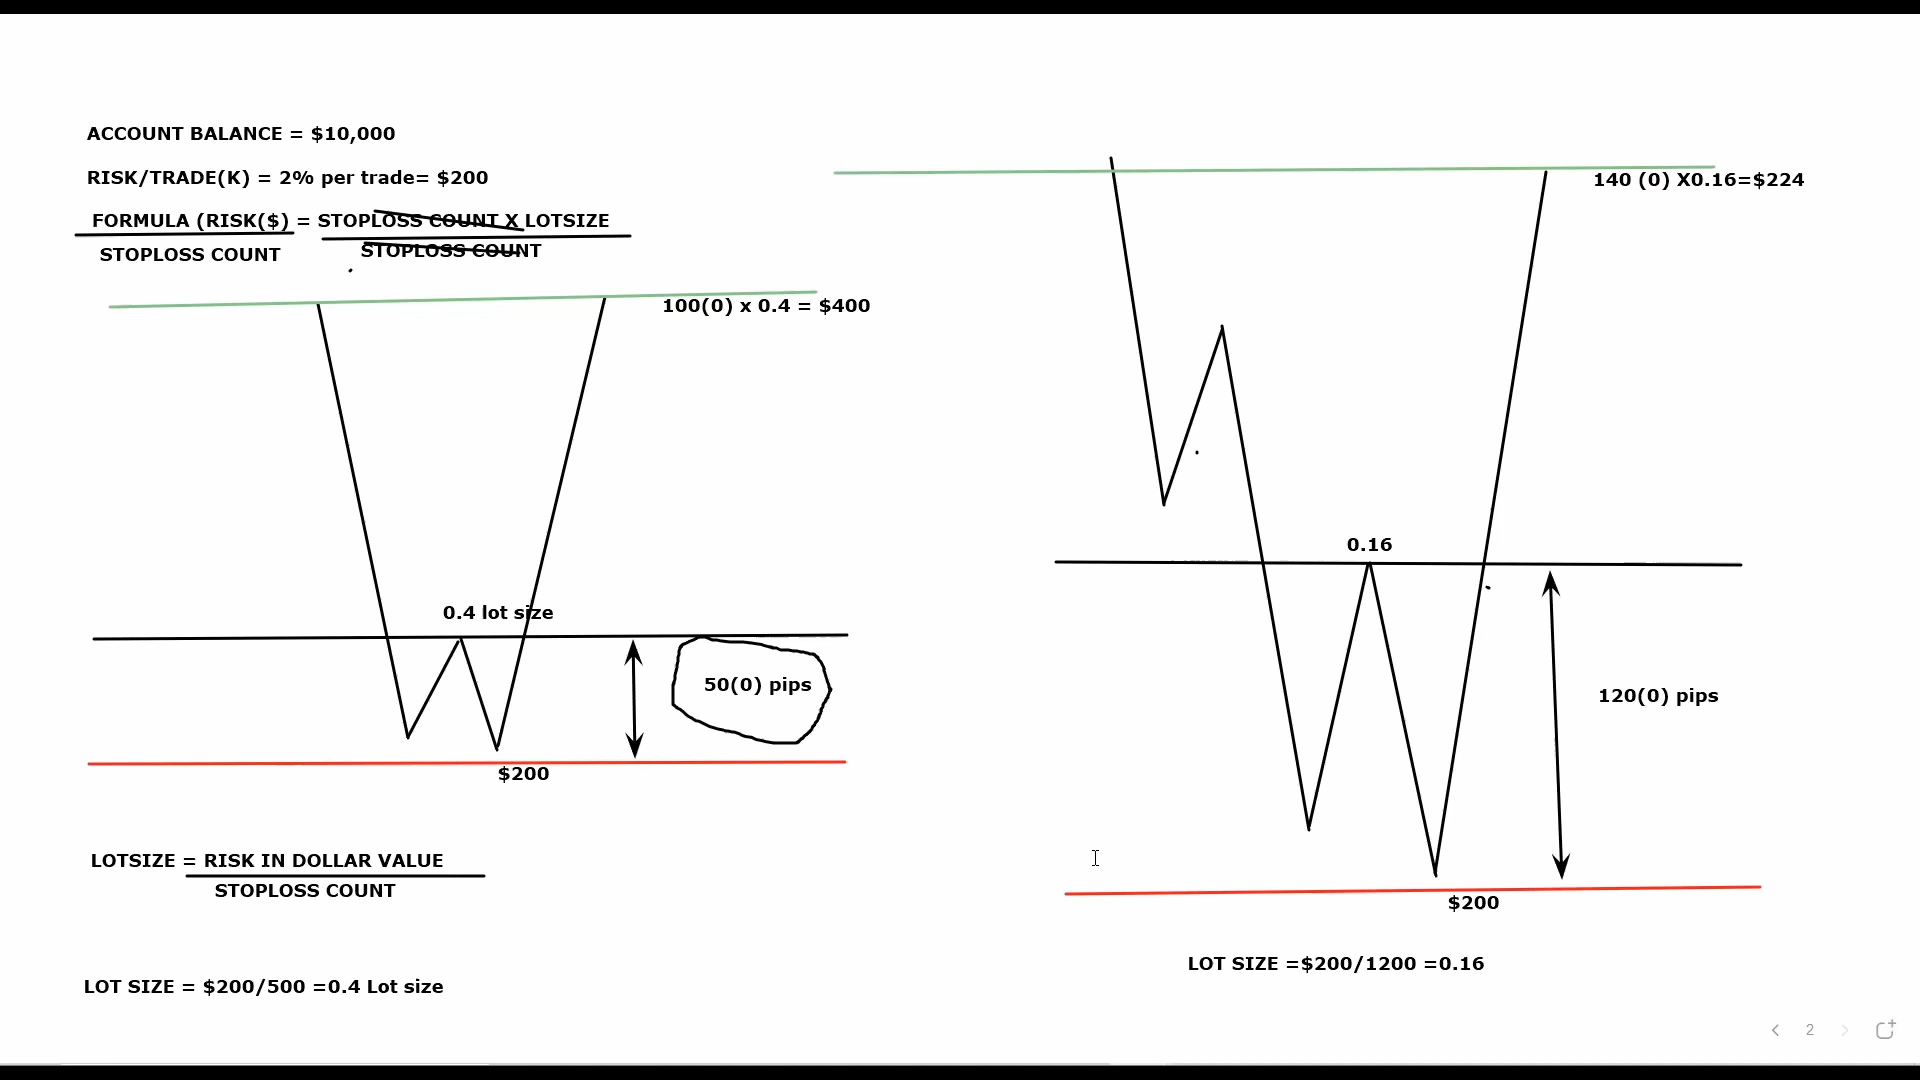 ACCOUNT BALANCE = $10,000
RISK/TRADE(K) = 2% per trade= $200
FORMULA (RISK($) = STOPLOSS COUNT X LOTSIZE
STOPLOSS COUNT STOPLOSS COUNT
100(0) x 0.4 = $400
0.4 lot size
50(0) pips
$200
LOTSIZE = RISK IN DOLLAR VALUE
STOPLOSS COUNT
LOT SIZE = $200/500 =0.4 Lot size
140 (0) X0.16=$224
0.16
120(0) pips
$200
LOT SIZE =$200/1200 =0.16
2